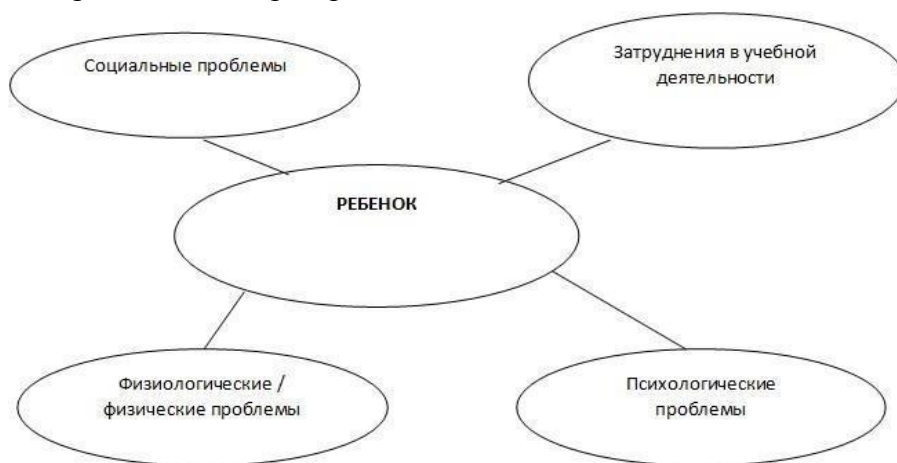 Социальные проблемы
Затруднения в учебной
деятельности
РЕБЕНОК
Физиологические /
физические проблемы
Психологические
проблемы